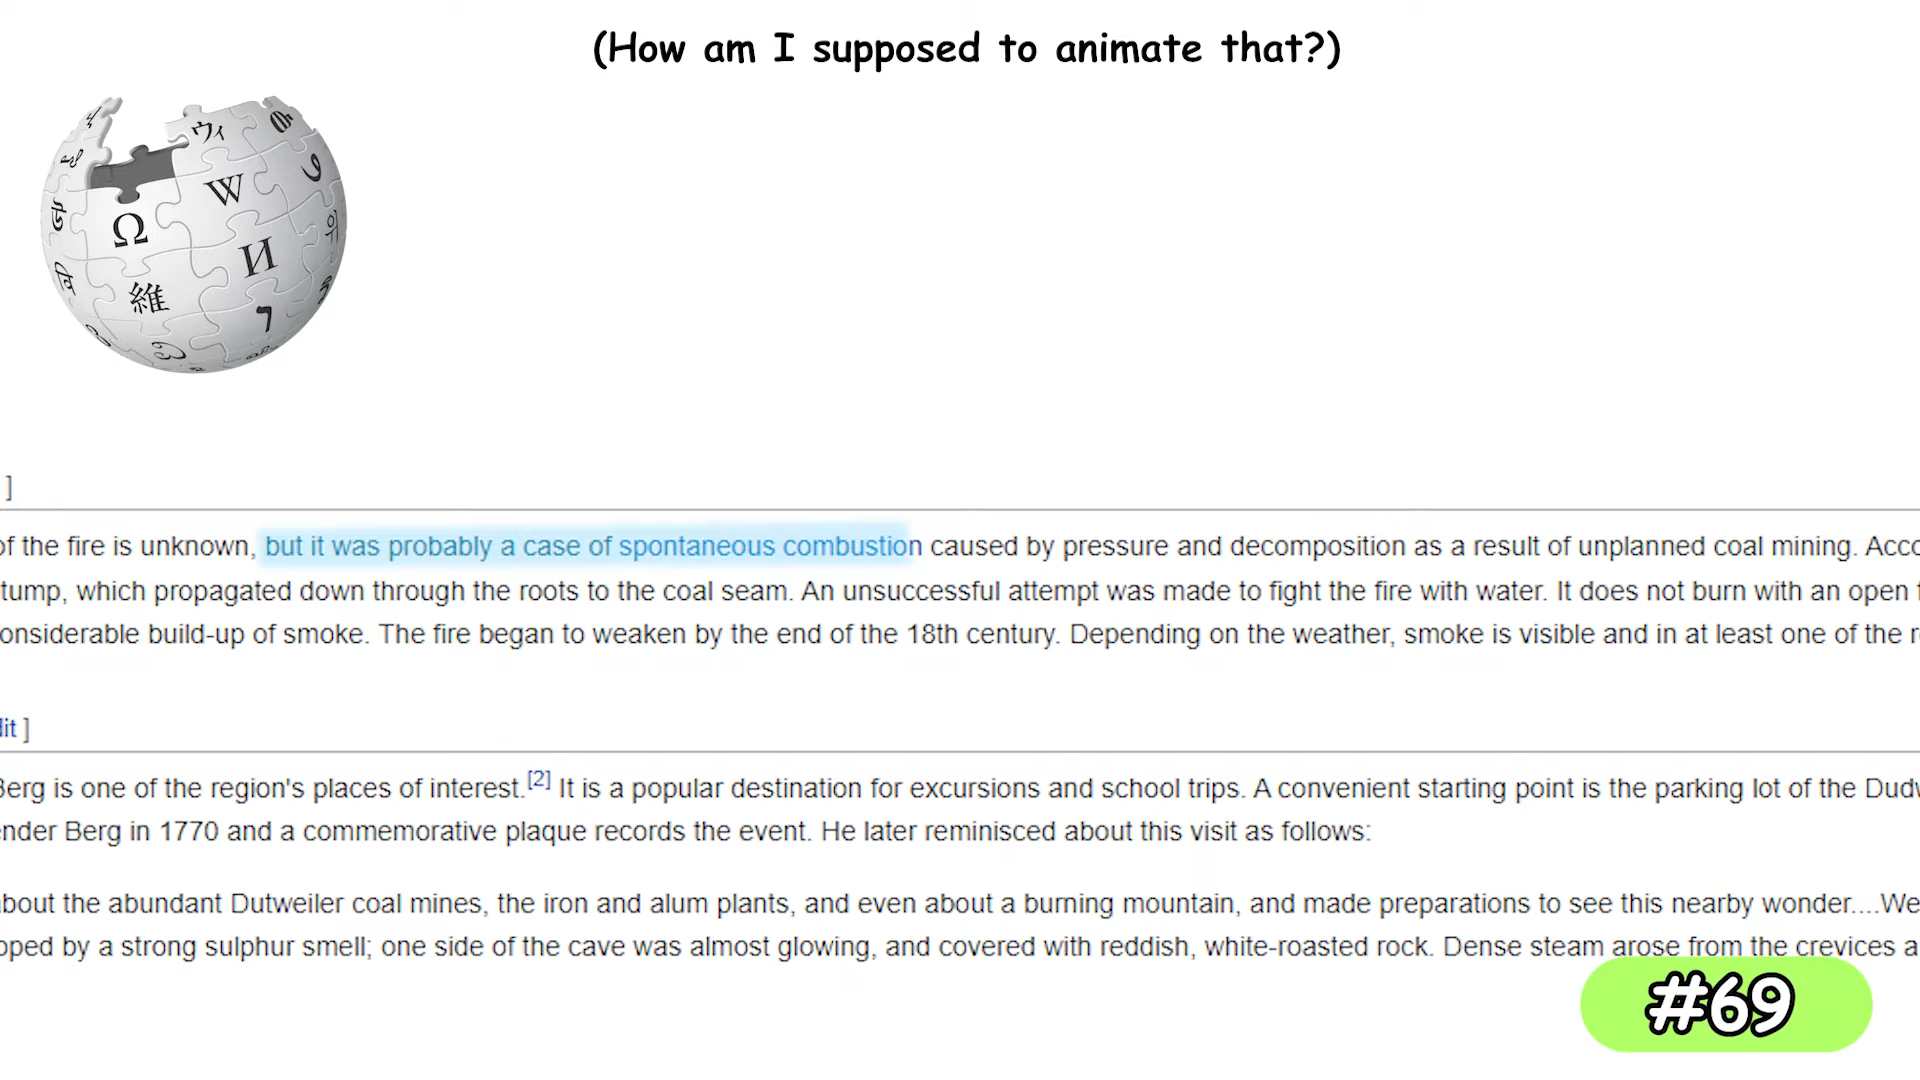 (How am I supposed to animate that?)
ウィ
W
Ω
И
維
]
of the fire is unknown, but it was probably a case of spontaneous combustion caused by pressure and decomposition as a result of unplanned coal mining. Acco
tump, which propagated down through the roots to the coal seam. An unsuccessful attempt was made to fight the fire with water. It does not burn with an open f
onsiderable build-up of smoke. The fire began to weaken by the end of the 18th century. Depending on the weather, smoke is visible and in at least one of the r
dit ]
Berg is one of the region's places of interest.[2] It is a popular destination for excursions and school trips. A convenient starting point is the parking lot of the Dudw
ender Berg in 1770 and a commemorative plaque records the event. He later reminisced about this visit as follows:
about the abundant Dutweiler coal mines, the iron and alum plants, and even about a burning mountain, and made preparations to see this nearby wonder....We
oped by a strong sulphur smell; one side of the cave was almost glowing, and covered with reddish, white-roasted rock. Dense steam arose from the crevices a
#69